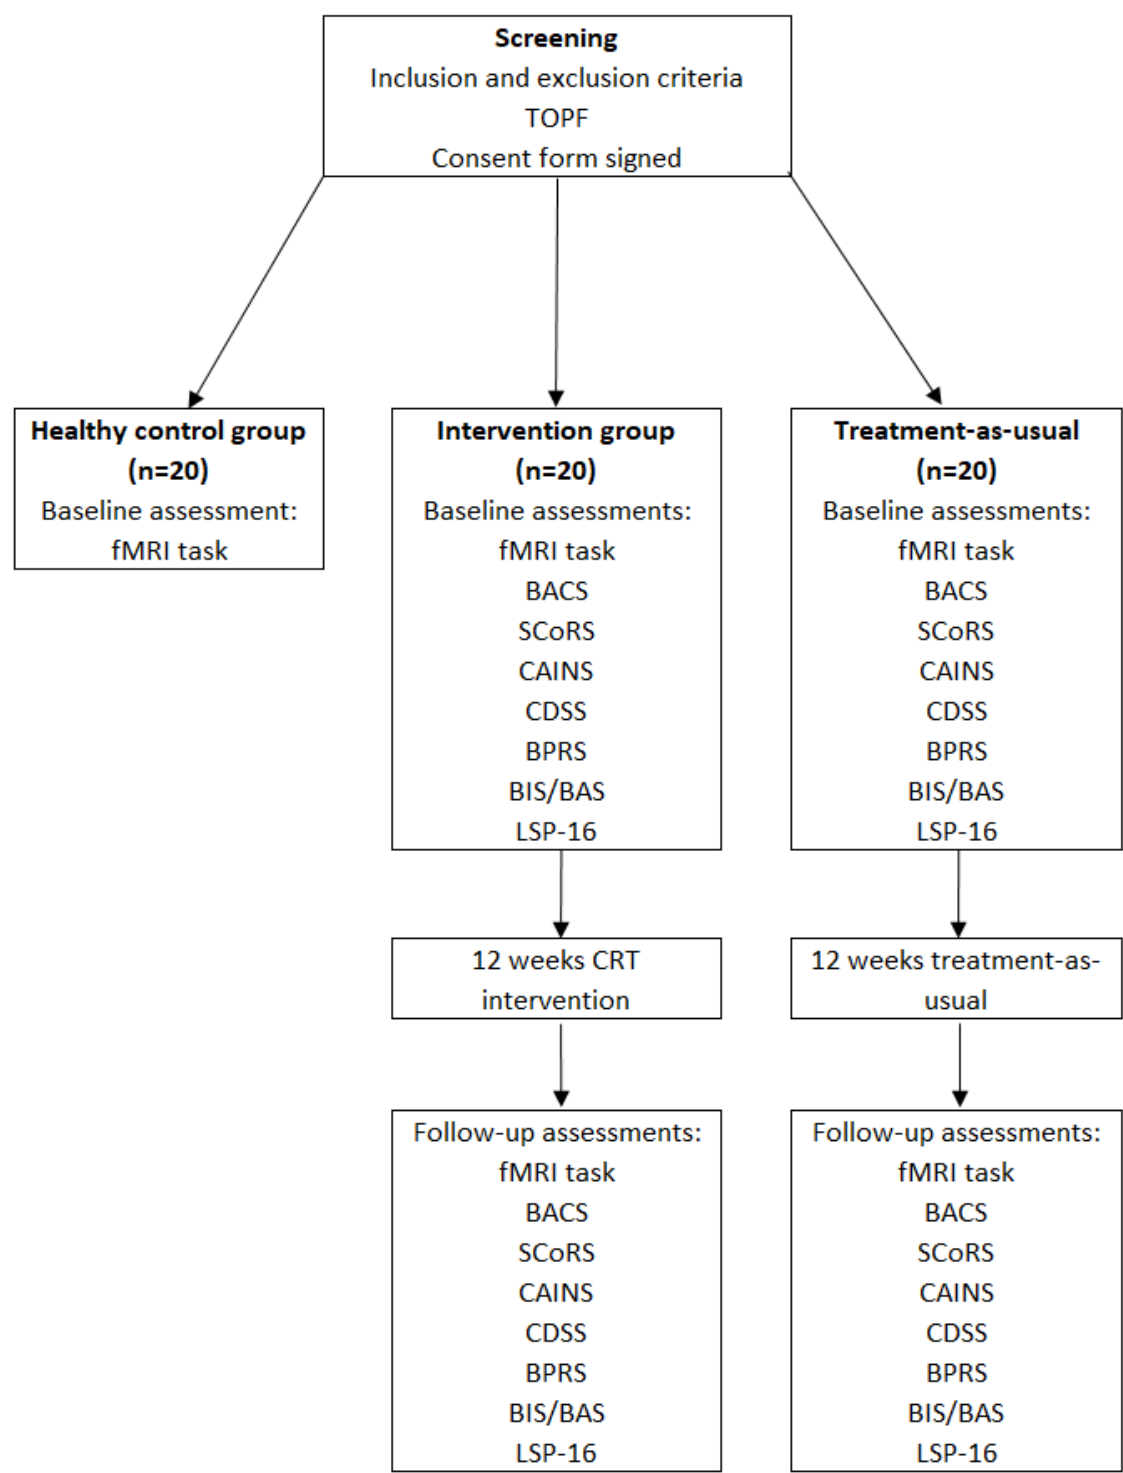 Screening
Inclusion and exclusion criteria
TOPF
Consent form signed
Healthy control group
(n=20)
Baseline assessment:
fMRI task
Intervention group
(n=20)
Baseline assessments:
fMRI task
BACS
SCoRS
CAINS
CDSS
BPRS
BIS/BAS
LSP-16
Treatment-as-usual
(n=20)
Baseline assessments:
fMRI task
BACS
SCoRS
CAINS
CDSS
BPRS
BIS/BAS
LSP-16
12 weeks CRT
intervention
12 weeks treatment-as-
usual
Follow-up assessments:
fMRI task
BACS
SCoRS
CAINS
CDSS
BPRS
BIS/BAS
LSP-16
Follow-up assessments:
fMRI task
BACS
SCoRS
CAINS
CDSS
BPRS
BIS/BAS
LSP-16